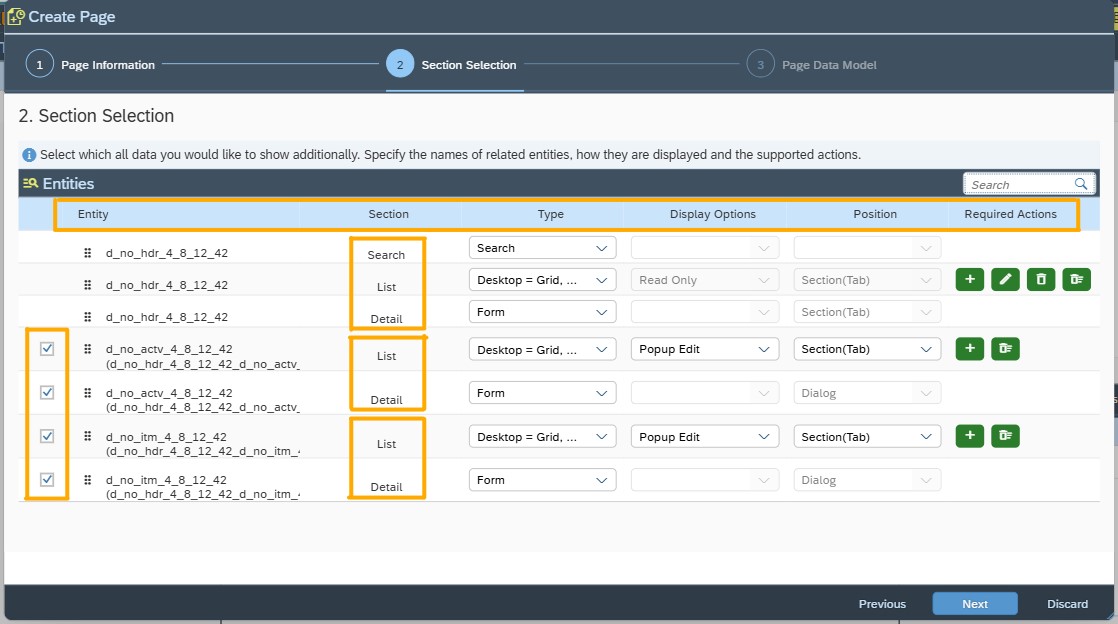 Create Page
1 Page Information 2 Section Selection 3 Page Data Model
2. Section Selection
Select which all data you would like to show additionally. Specify the names of related entities, how they are displayed and the supported actions.
Entities Search
Entity Section Type Display Options Position Required Actions
d_no_hdr_4_8_12_42 Search Search
d_no_hdr_4_8_12_42 List Desktop = Grid, ... Read Only Section(Tab)
d_no_hdr_4_8_12_42 Detail Form Section(Tab)
d_no_actv_4_8_12_42 List Desktop = Grid, ... Popup Edit Section(Tab)
(d_no_hdr_4_8_12_42_d_no_actv_
d_no_actv_4_8_12_42 Detail Form Dialog
(d_no_hdr_4_8_12_42_d_no_actv_
d_no_itm_4_8_12_42 List Desktop = Grid, ... Popup Edit Section(Tab)
(d_no_hdr_4_8_12_42_d_no_itm_
d_no_itm_4_8_12_42 Detail Form Dialog
(d_no_hdr_4_8_12_42_d_no_itm_
Previous Next Discard